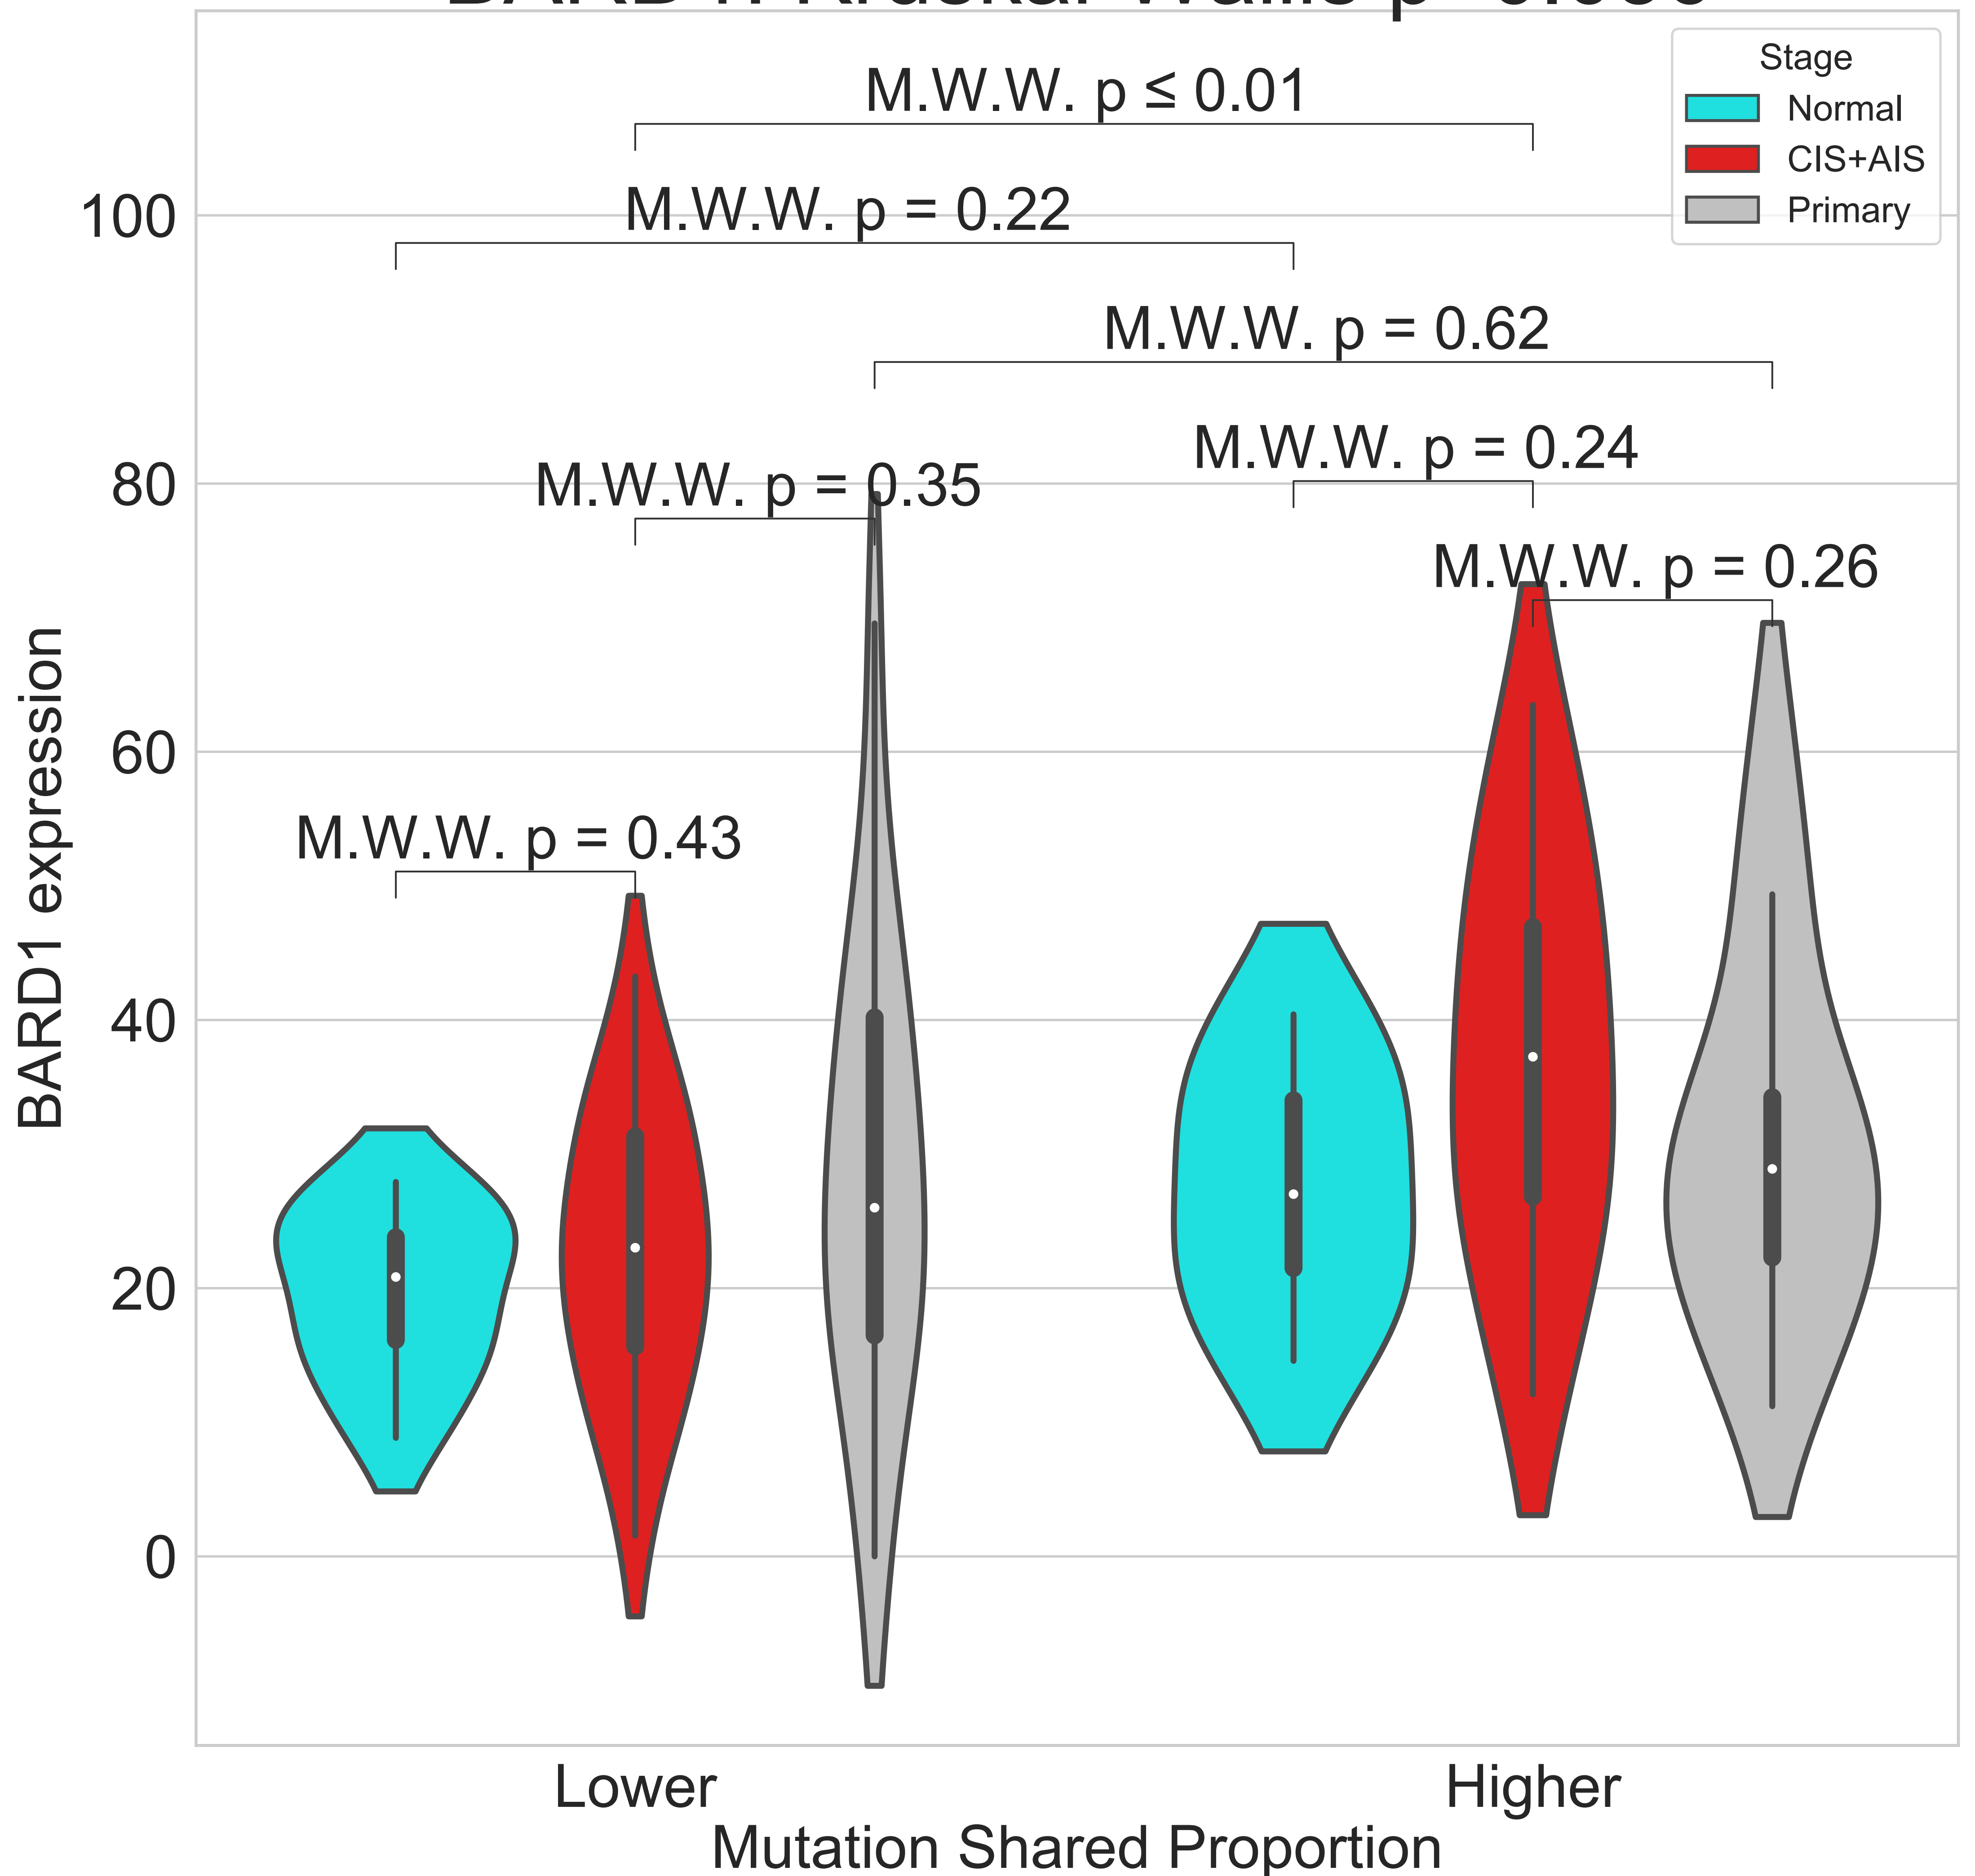 Stage
Normal
CIS+AIS
Primary
M.W.W. p ≤ 0.01
M.W.W. p = 0.22
M.W.W. p = 0.62
M.W.W. p = 0.24
M.W.W. p = 0.35
M.W.W. p = 0.26
M.W.W. p = 0.43
BARD1 expression
100
80
60
40
20
0
Lower
Higher
Mutation Shared Proportion